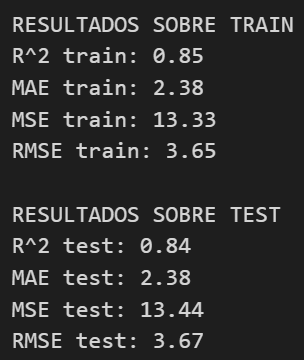 RESULTADOS SOBRE TRAIN
R^2 train: 0.85
MAE train: 2.38
MSE train: 13.33
RMSE train: 3.65
RESULTADOS SOBRE TEST
R^2 test: 0.84
MAE test: 2.38
MSE test: 13.44
RMSE test: 3.67